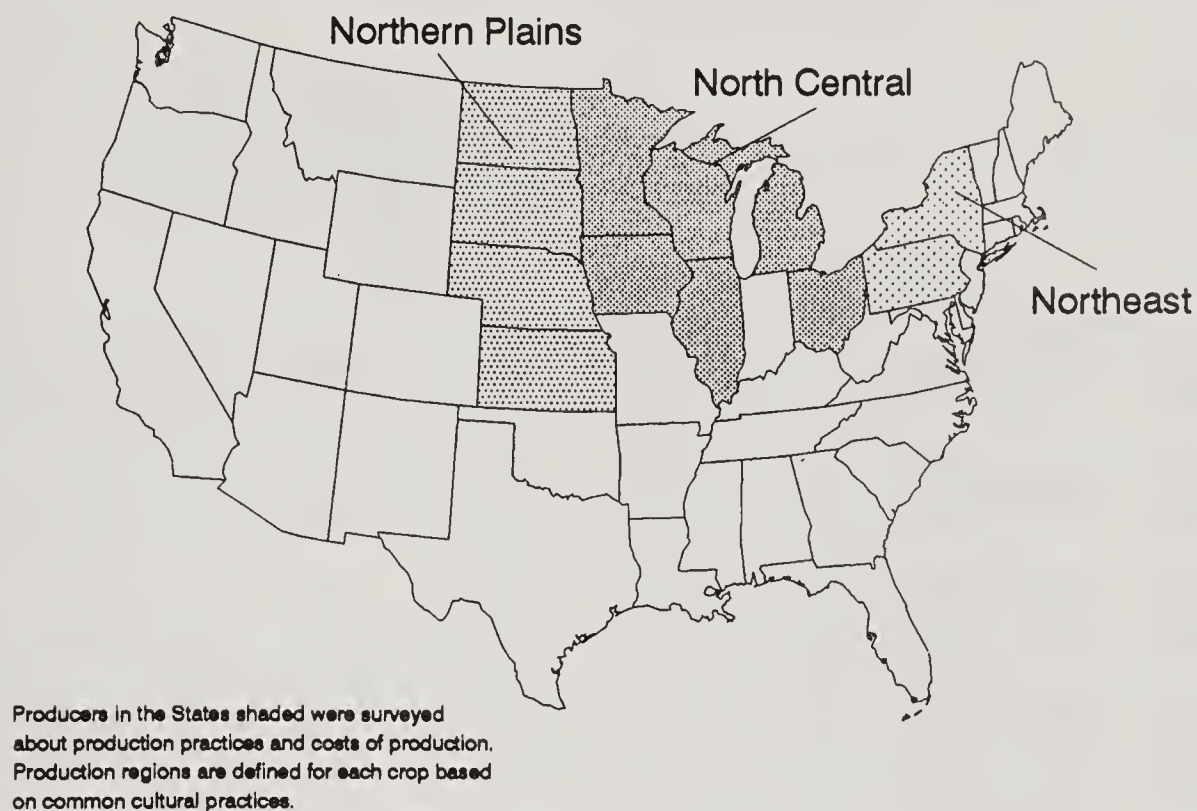 Northern Plains
North Central
Northeast
Producers in the States shaded were surveyed
about production practices and costs of production.
Production regions are defined for each crop based
on common cultural practices.